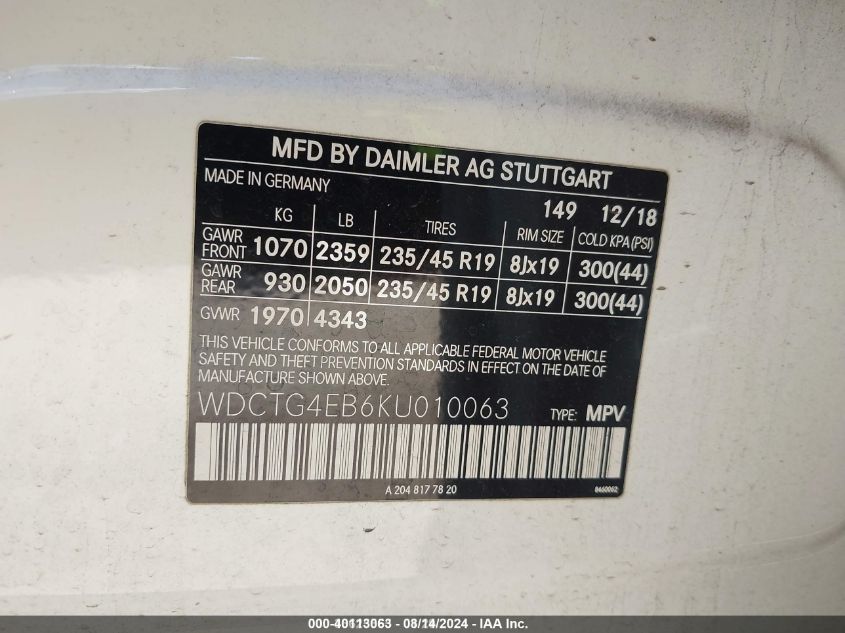 MFD BY DAIMLER AG STUTTGART
MADE IN GERMANY
149 12/18
KG LB TIRES RIM SIZE COLD KPA (PSI)
GAWR FRONT 1070 2359 235/45 R19 8Jx19 300(44)
GAWR REAR 930 2050 235/45 R19 8Jx19 300(44)
GVWR 1970 4343
THIS VEHICLE CONFORMS TO ALL APPLICABLE FEDERAL MOTOR VEHICLE
SAFETY AND THEFT PREVENTION STANDARDS IN EFFECT ON THE DATE OF
MANUFACTURE SHOWN ABOVE.
WDCTG4EB6KU010063 TYPE: MPV
A 204 817 78 20 8460062
000-40113063 - 08/14/2024 - IAA Inc.